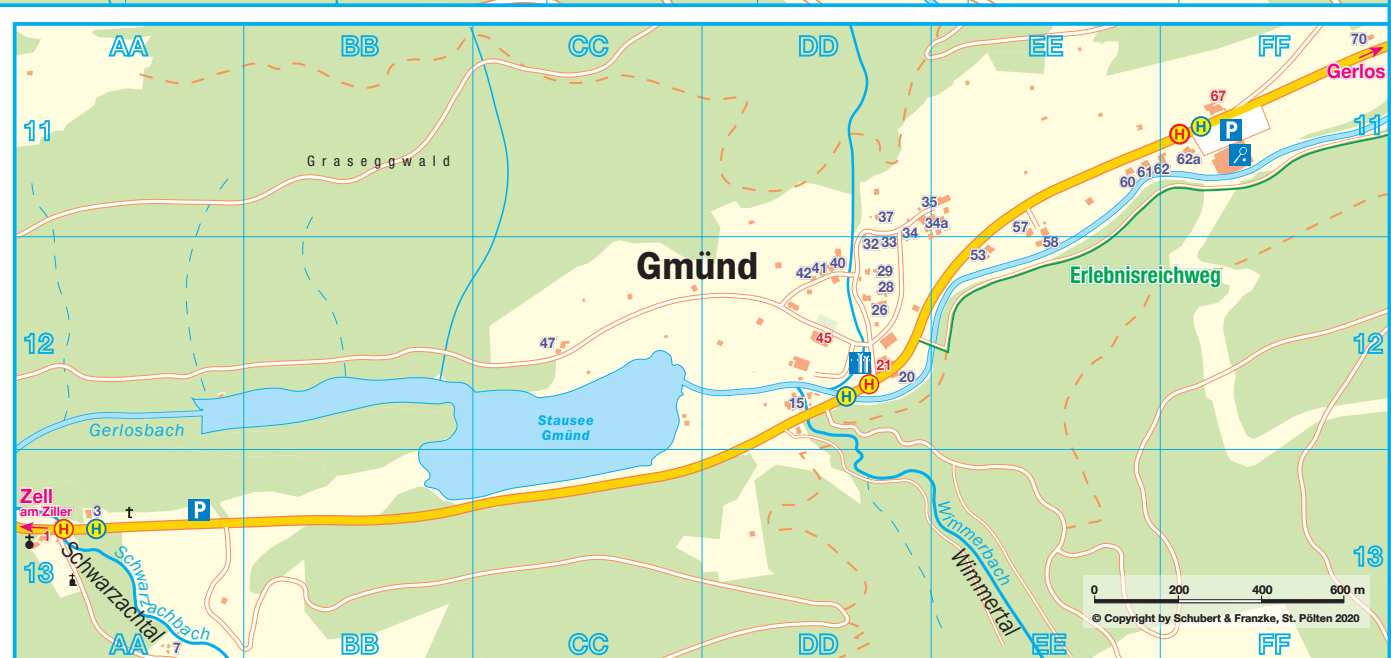 AA
BB
CC
DD
EE
FF
70
Gerlos
67
11
H
H
P
11
Graseggwald
62a
62
61
60
35
37
34a
34
57
32
33
58
53
40
41
42
Gmünd
29
28
Erlebnisreichweg
26
12
47
45
12
21
20
H
H
15
Stausee
Gmünd
Gerlosbach
Zell
am Ziller
3
P
H
H
1
Schwarzachtal
Schwarzachbach
Wimmerbach
Wimmertal
13
13
0 200 400 600 m
© Copyright by Schubert & Franzke, St. Pölten 2020
7
AA
BB
CC
DD
EE
FF